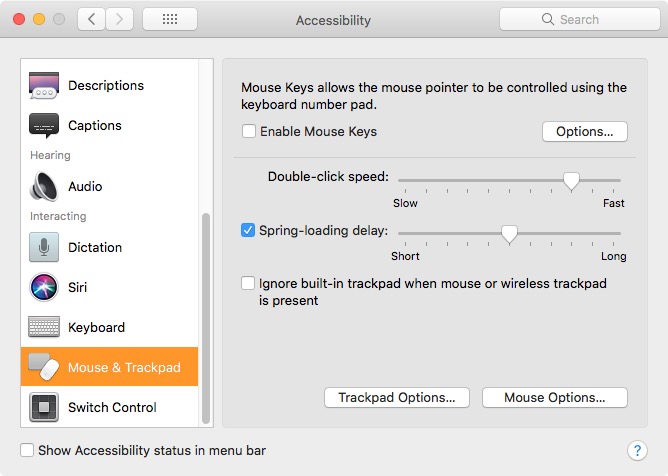 Accessibility
Search
Descriptions
Captions
Hearing
Audio
Interacting
Dictation
Siri
Keyboard
Mouse & Trackpad
Switch Control
Mouse Keys allows the mouse pointer to be controlled using the
keyboard number pad.
Enable Mouse Keys
Options...
Double-click speed:
Slow
Fast
Spring-loading delay:
Short
Long
Ignore built-in trackpad when mouse or wireless trackpad
is present
Trackpad Options...
Mouse Options...
Show Accessibility status in menu bar
?